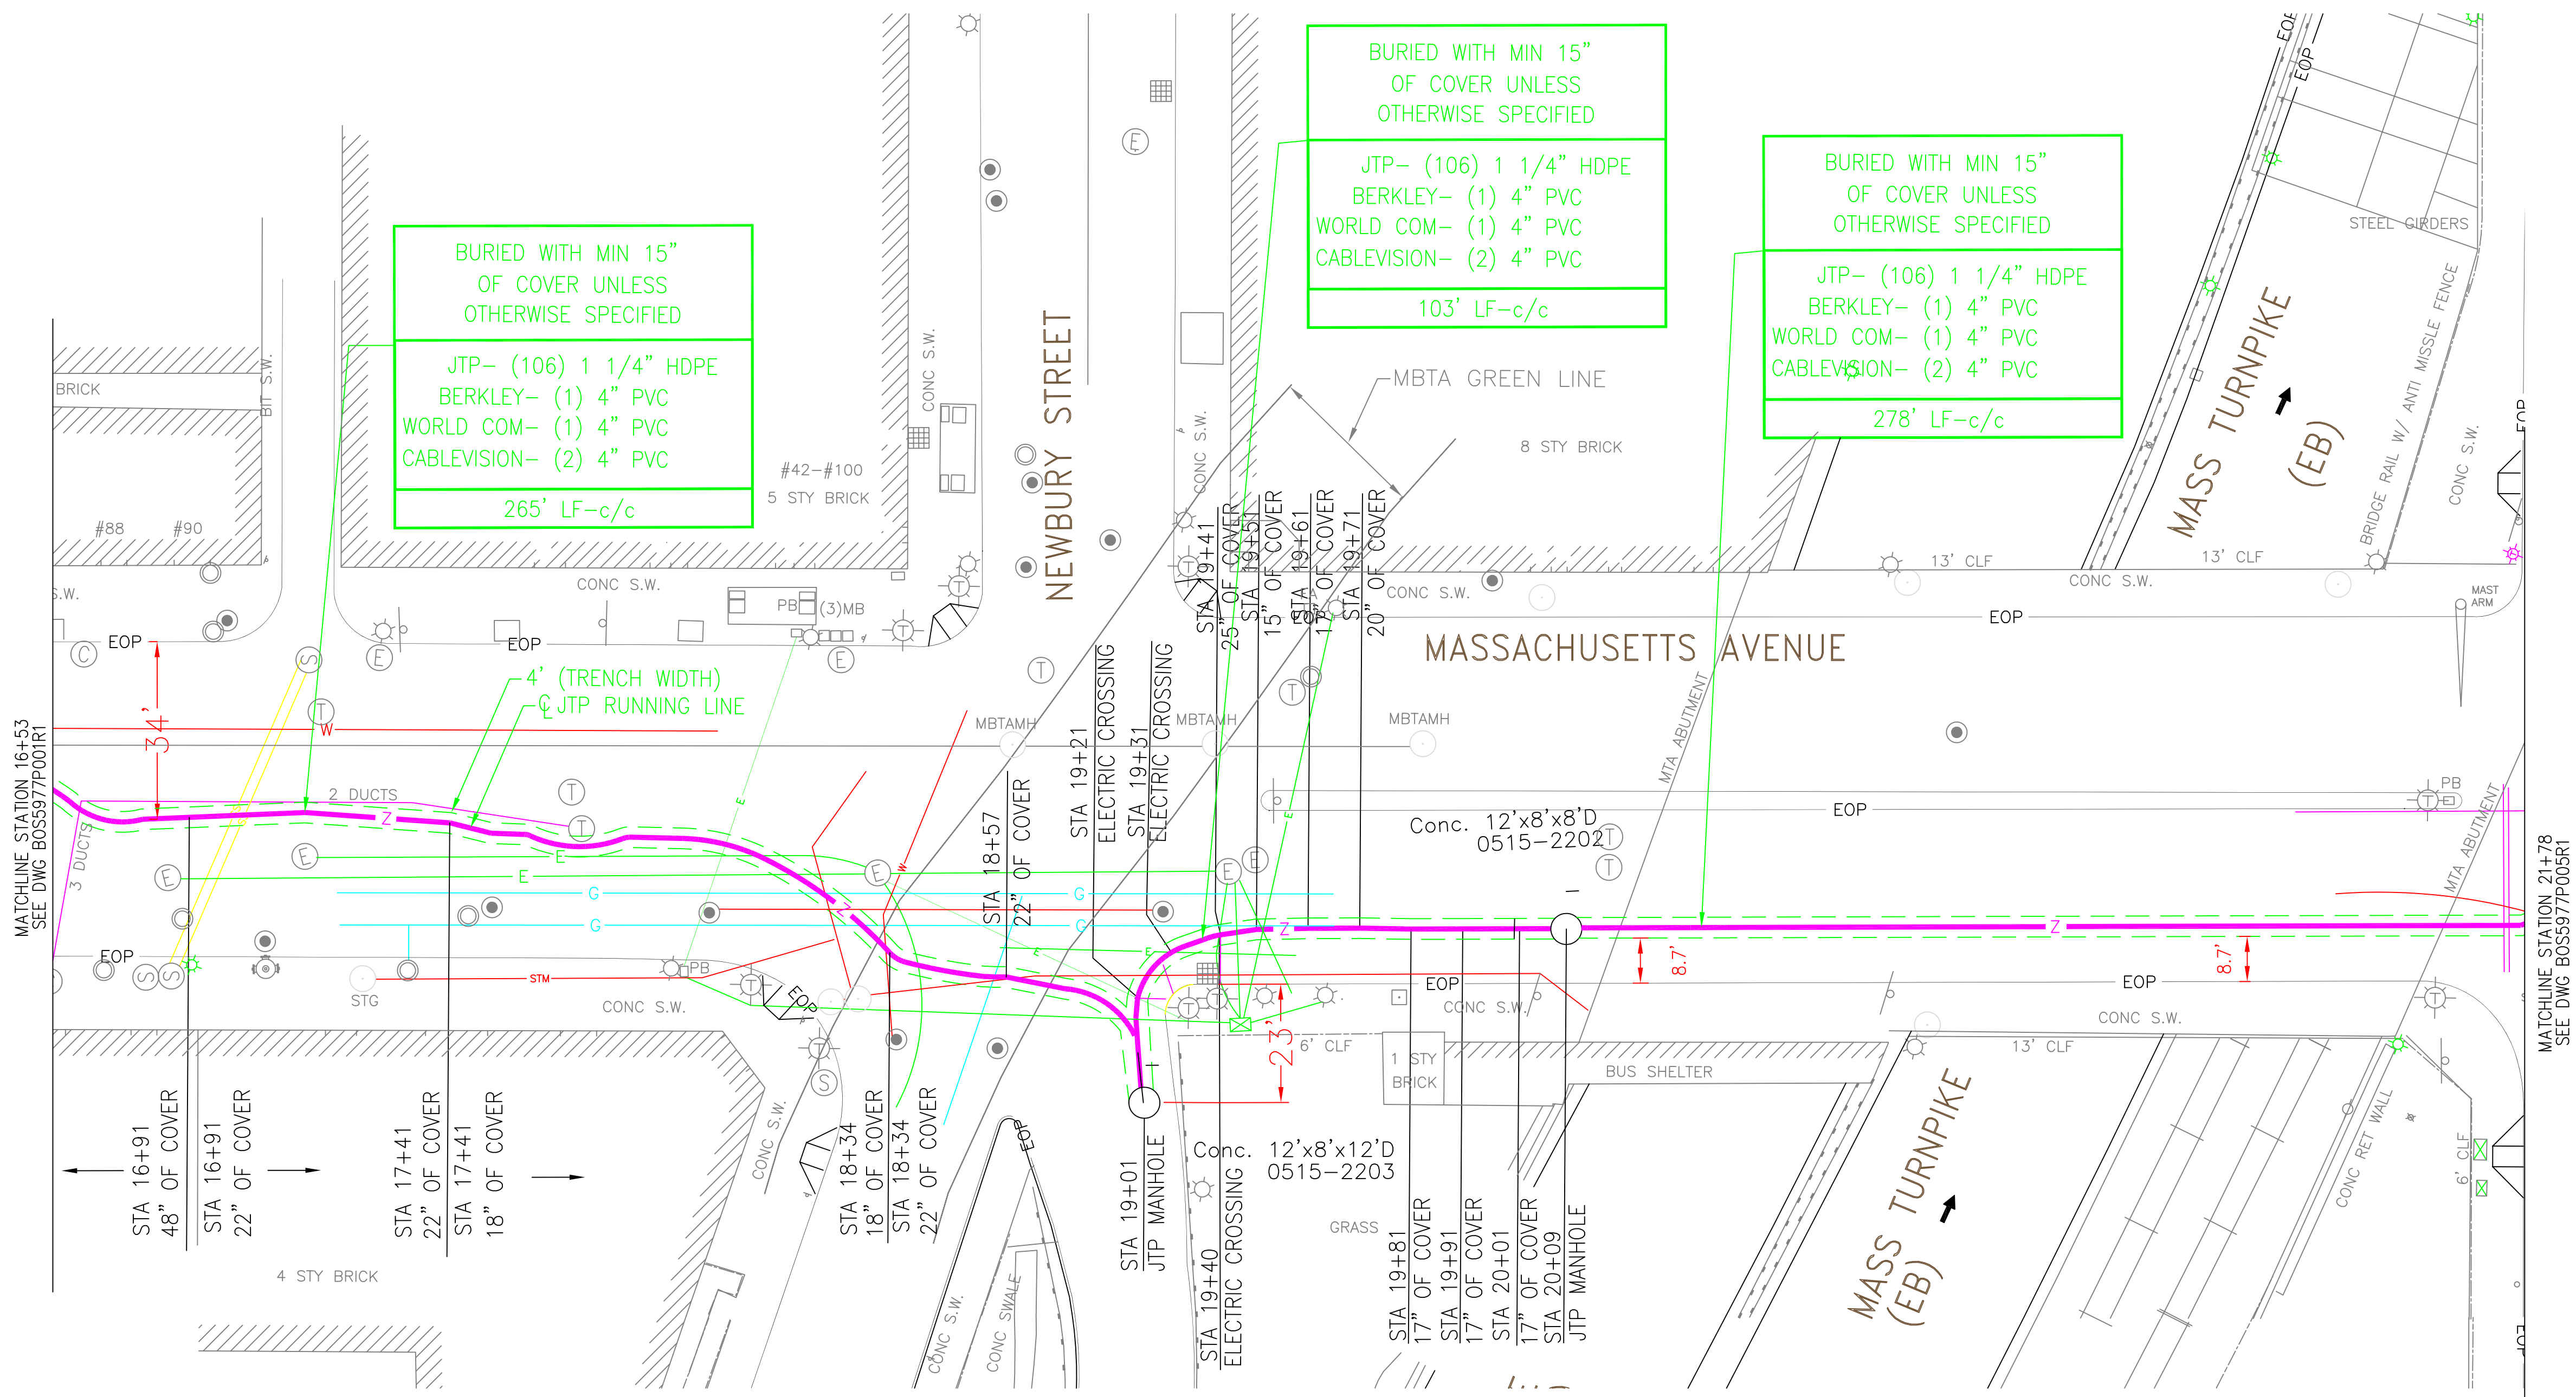 BURIED WITH MIN 15"
OF COVER UNLESS
OTHERWISE SPECIFIED
JTP- (106) 1 1/4" HDPE
BERKLEY- (1) 4" PVC
WORLD COM- (1) 4" PVC
CABLEVISION- (2) 4" PVC
265' LF-c/c
BURIED WITH MIN 15"
OF COVER UNLESS
OTHERWISE SPECIFIED
JTP- (106) 1 1/4" HDPE
BERKLEY- (1) 4" PVC
WORLD COM- (1) 4" PVC
CABLEVISION- (2) 4" PVC
103' LF-c/c
BURIED WITH MIN 15"
OF COVER UNLESS
OTHERWISE SPECIFIED
JTP- (106) 1 1/4" HDPE
BERKLEY- (1) 4" PVC
WORLD COM- (1) 4" PVC
CABLEVISION- (2) 4" PVC
278' LF-c/c
EOP
EOP
STEEL GIRDERS
MASS TURNPIKE
(EB)
BRIDGE RAIL W/ ANTI MISSLE FENCE
CONC S.W.
EOP
BRICK
BIT S.W.
#88
#90
#42-#100
5 STY BRICK
CONC S.W.
NEWBURY STREET
E
CONC S.W.
MBTA GREEN LINE
8 STY BRICK
13' CLF
13' CLF
CONC S.W.
MAST
ARM
S.W.
CONC S.W.
PB
(3)MB
CONC S.W.
EOP
EOP
EOP
C
E
E
S
T
T
T
T
T
T
MASSACHUSETTS AVENUE
STA 19+41
25" OF COVER
STA 19+51
15" OF COVER
STA 19+61
17" OF COVER
STA 19+71
20" OF COVER
4' (TRENCH WIDTH)
℄ JTP RUNNING LINE
34'
W
MBTAMH
MBTAMH
MBTAMH
STA 19+21
ELECTRIC CROSSING
STA 19+31
ELECTRIC CROSSING
STA 18+57
22" OF COVER
MTA ABUTMENT
MTA ABUTMENT
MATCHLINE STATION 16+53
SEE DWG BOS5977P001R1
MATCHLINE STATION 21+78
SEE DWG BOS5977P005R1
2 DUCTS
3 DUCTS
Z
T
T
E
E
E
E
E
E
E
E
E
E
E
W
G
G
G
G
Z
Z
Z
Conc. 12'x8'x8'D
0515-2202
T
T
EOP
PB
T
8.7'
8.7'
EOP
S
S
STG
STM
PB
T
EOP
CONC S.W.
T
S
T
T
EOP
CONC S.W.
EOP
T
CONC S.W.
23'
6' CLF
1 STY
BRICK
BUS SHELTER
13' CLF
STA 16+91
48" OF COVER
STA 16+91
22" OF COVER
STA 17+41
22" OF COVER
STA 17+41
18" OF COVER
STA 18+34
18" OF COVER
STA 18+34
22" OF COVER
CONC S.W.
EOP
STA 19+01
JTP MANHOLE
Conc. 12'x8'x12'D
0515-2203
STA 19+40
ELECTRIC CROSSING
GRASS
STA 19+81
17" OF COVER
STA 19+91
17" OF COVER
STA 20+01
17" OF COVER
STA 20+09
JTP MANHOLE
MASS TURNPIKE
(EB)
CONC RET WALL
6' CLF
4 STY BRICK
CONC S.W.
CONC SWALE